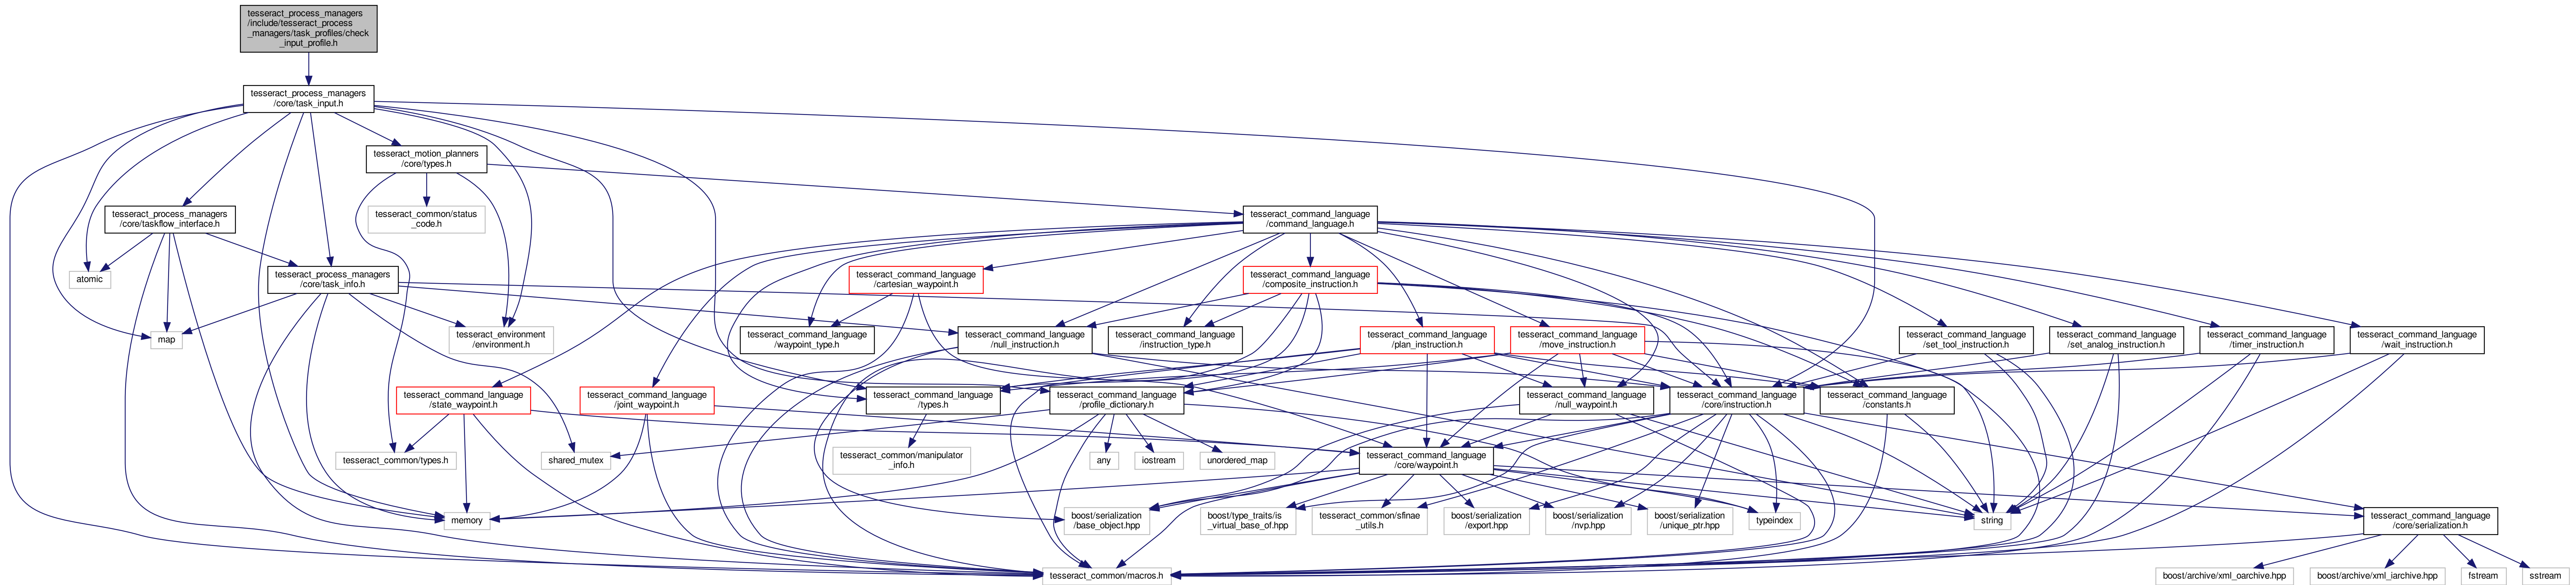 tesseract_process_managers
/include/tesseract_process
_managers/task_profiles/check
_input_profile.h
tesseract_process_managers
/core/task_input.h
tesseract_motion_planners
/core/types.h
tesseract_process_managers
/core/taskflow_interface.h
tesseract_common/status
_code.h
tesseract_command_language
/command_language.h
atomic
tesseract_process_managers
/core/task_info.h
tesseract_command_language
/cartesian_waypoint.h
tesseract_command_language
/composite_instruction.h
map
tesseract_environment
/environment.h
tesseract_command_language
/waypoint_type.h
tesseract_command_language
/null_instruction.h
tesseract_command_language
/instruction_type.h
tesseract_command_language
/plan_instruction.h
tesseract_command_language
/move_instruction.h
tesseract_command_language
/set_tool_instruction.h
tesseract_command_language
/set_analog_instruction.h
tesseract_command_language
/timer_instruction.h
tesseract_command_language
/wait_instruction.h
tesseract_command_language
/state_waypoint.h
tesseract_command_language
/joint_waypoint.h
tesseract_command_language
/types.h
tesseract_command_language
/profile_dictionary.h
tesseract_command_language
/null_waypoint.h
tesseract_command_language
/core/instruction.h
tesseract_command_language
/constants.h
tesseract_common/types.h
shared_mutex
tesseract_common/manipulator
_info.h
any
iostream
unordered_map
tesseract_command_language
/core/waypoint.h
memory
boost/serialization
/base_object.hpp
boost/type_traits/is
_virtual_base_of.hpp
tesseract_common/sfinae
_utils.h
boost/serialization
/export.hpp
boost/serialization
/nvp.hpp
boost/serialization
/unique_ptr.hpp
typeindex
string
tesseract_command_language
/core/serialization.h
tesseract_common/macros.h
boost/archive/xml_oarchive.hpp
boost/archive/xml_iarchive.hpp
fstream
sstream